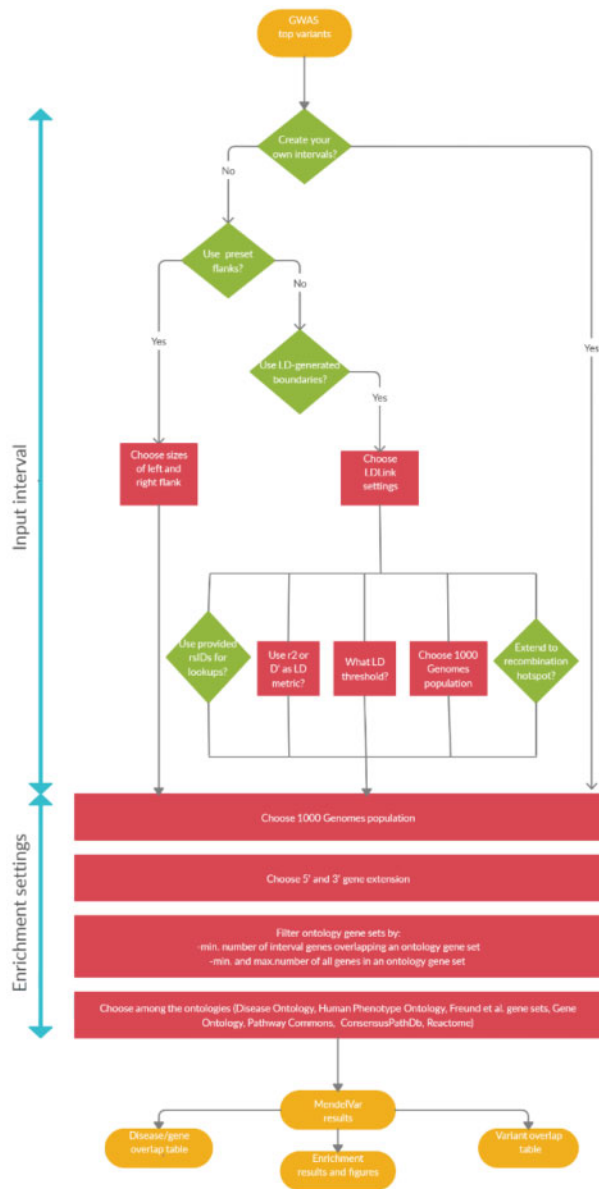 GWAS
top variants
Create your
own intervals?
No
Use preset
flanks?
No
Yes
Yes
Use LD-generated
boundaries?
Yes
Choose sizes
of left and
right flank
Choose
LDLink
settings
Input interval
Use provided
rsIDs for
lookups?
Use r2 or
D' as LD
metric?
What LD
threshold?
Choose 1000
Genomes
population
Extend to
recombination
hotspot?
Enrichment settings
Choose 1000 Genomes population
Choose 5' and 3' gene extension
Filter ontology gene sets by:
-min. number of interval genes overlapping an ontology gene set
-min. and max.number of all genes in an ontology gene set
Choose among the ontologies (Disease Ontology, Human Phenotype Ontology, Freund et al. gene sets, Gene
Ontology, Pathway Commons, ConsensusPathDb, Reactome)
MendelVar
results
Disease/gene
overlap table
Variant overlap
table
Enrichment
results and figures